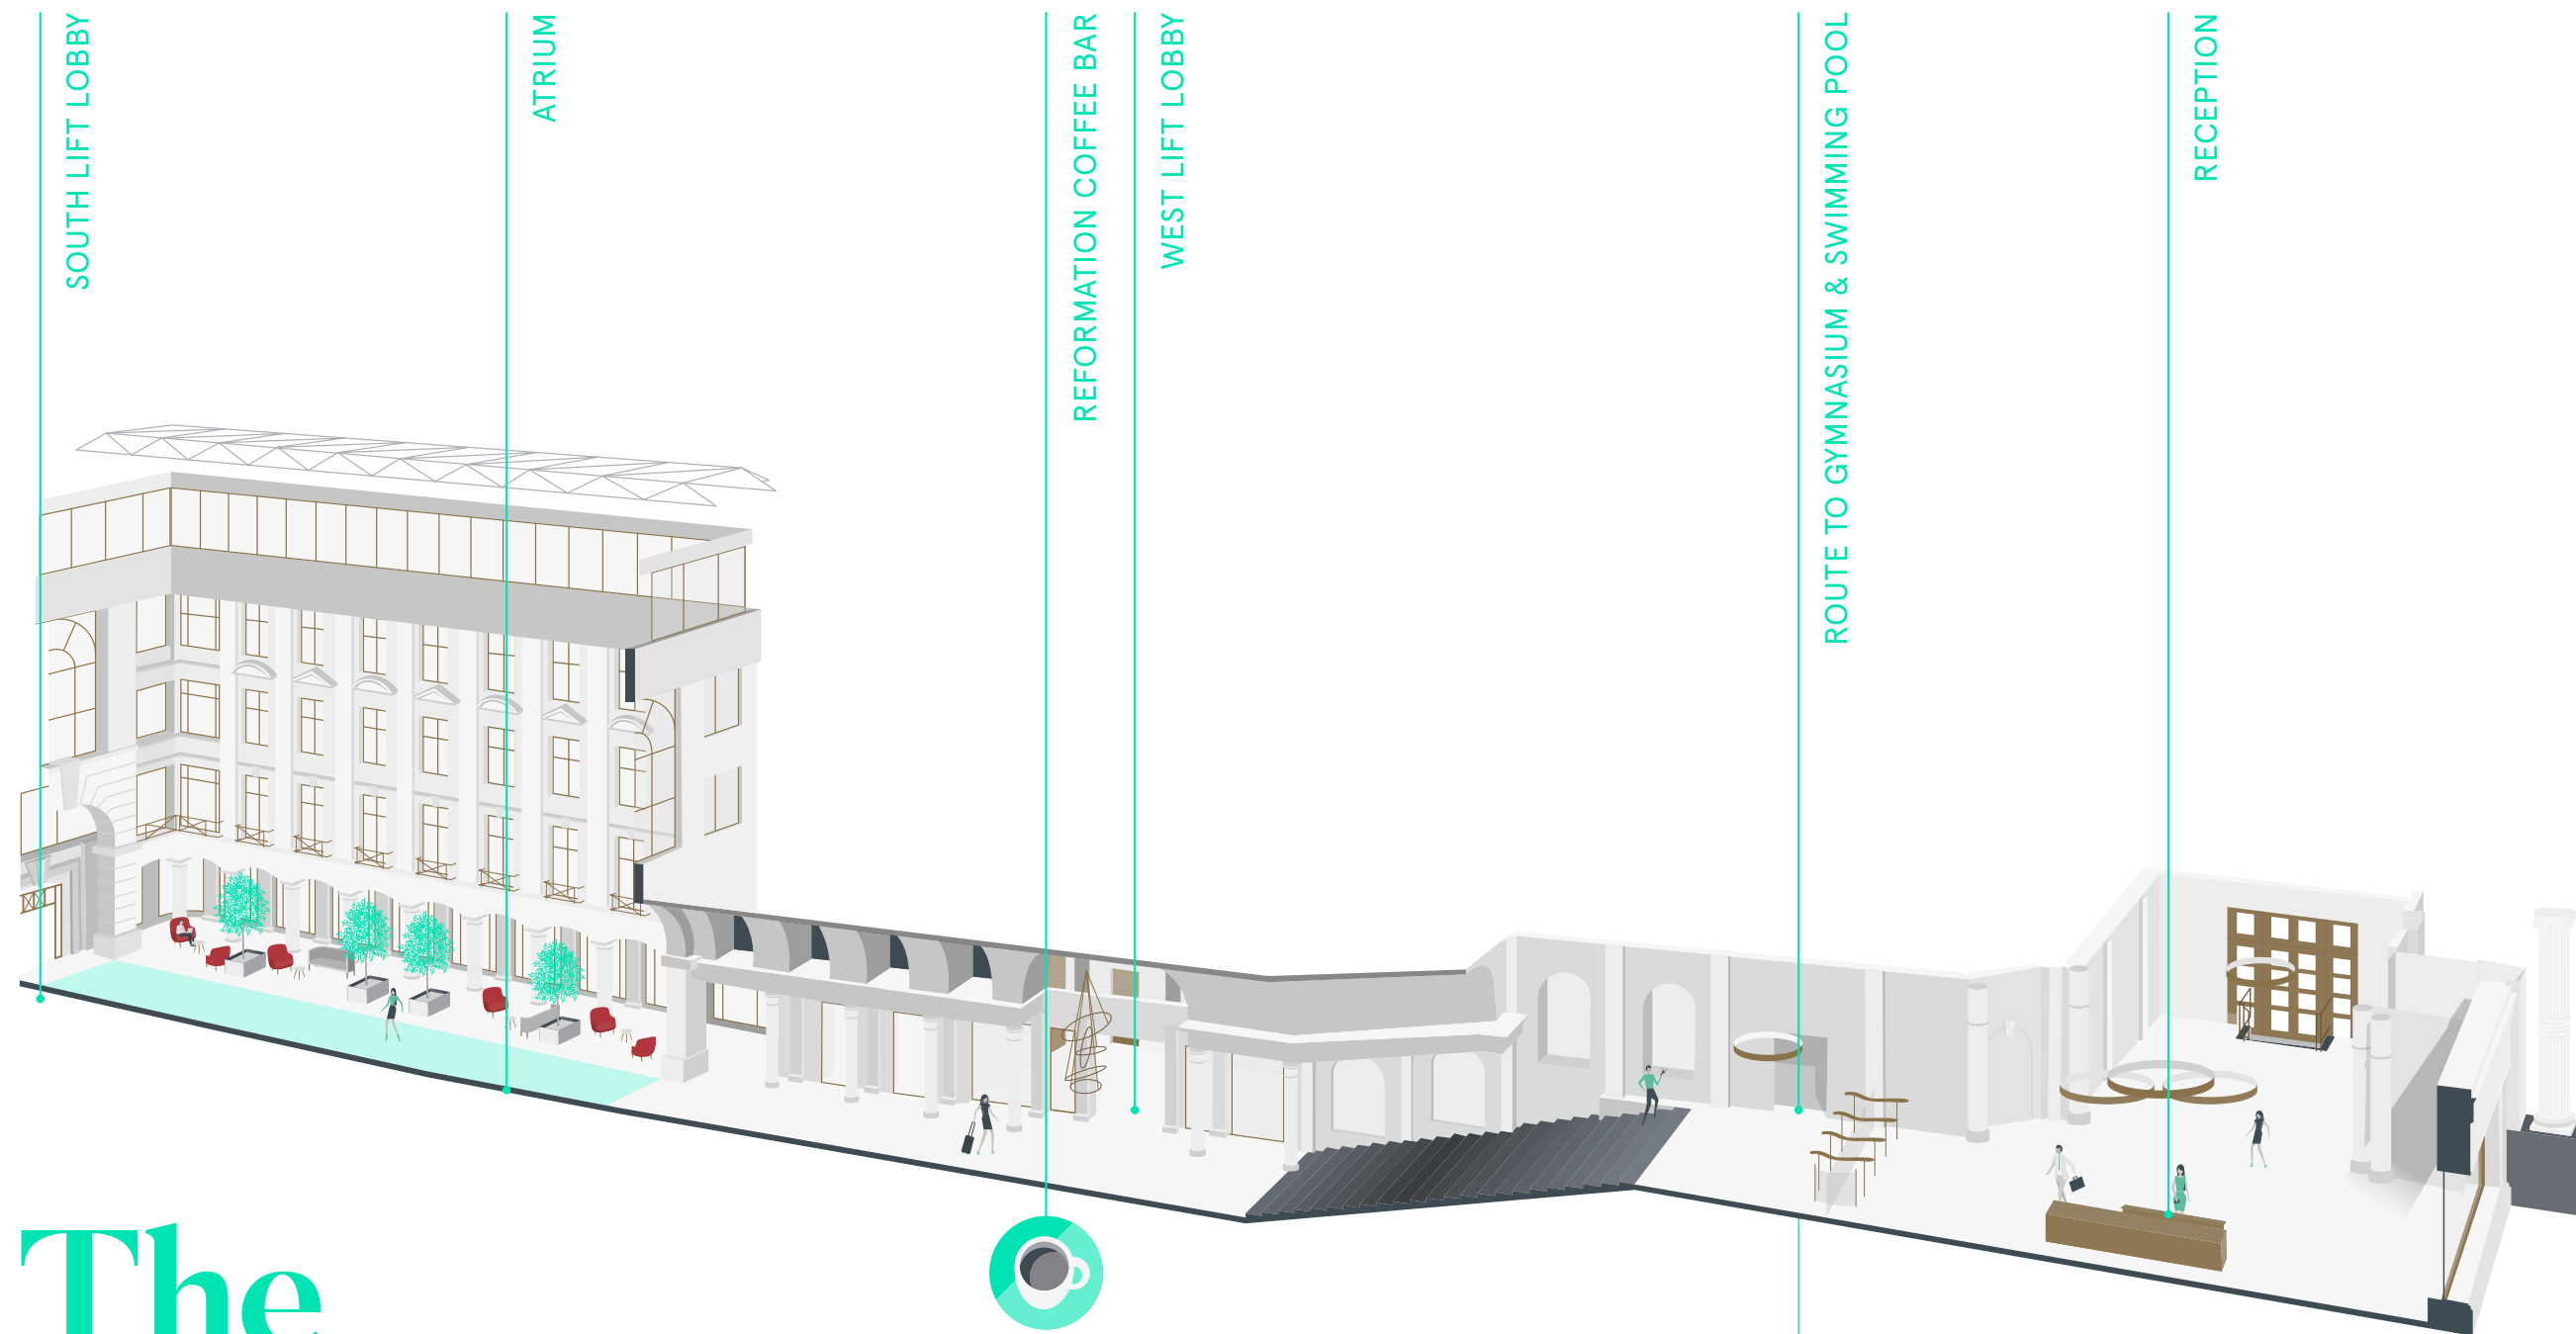 SOUTH LIFT LOBBY
ATRIUM
REFORMATION COFFEE BAR
WEST LIFT LOBBY
ROUTE TO GYMNASIUM & SWIMMING POOL
RECEPTION
The